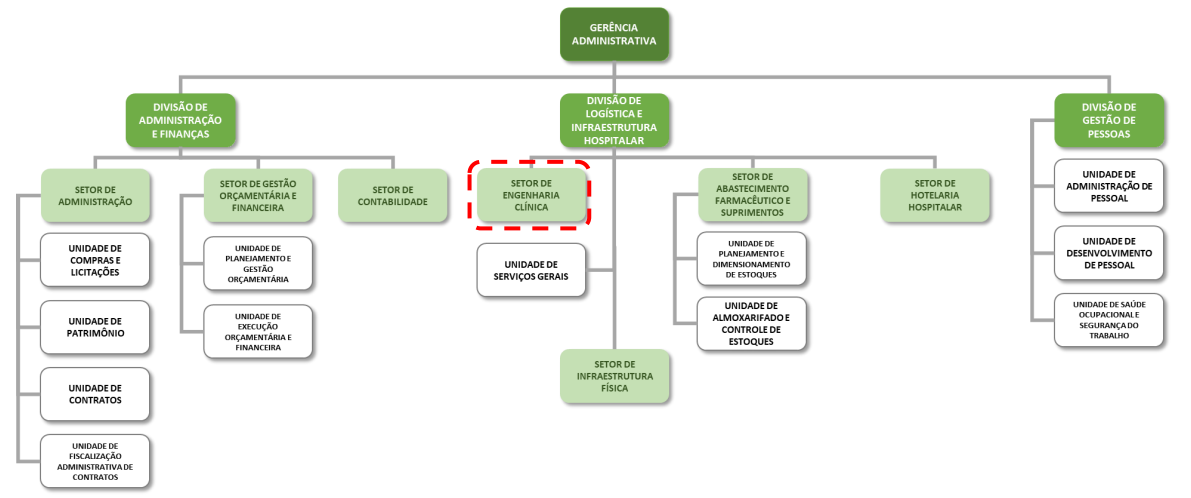 GERÊNCIA
ADMINISTRATIVA
DIVISÃO DE
ADMINISTRAÇÃO
E FINANÇAS
DIVISÃO DE
LOGÍSTICA E
INFRAESTRUTURA
HOSPITALAR
DIVISÃO DE
GESTÃO DE
PESSOAS
SETOR DE
ADMINISTRAÇÃO
SETOR DE GESTÃO
ORÇAMENTÁRIA E
FINANCEIRA
SETOR DE
CONTABILIDADE
SETOR DE
ENGENHARIA
CLÍNICA
SETOR DE
ABASTECIMENTO
FARMACÊUTICO E
SUPRIMENTOS
SETOR DE
HOTELARIA
HOSPITALAR
UNIDADE DE
ADMINISTRAÇÃO DE
PESSOAL
UNIDADE DE
COMPRAS E
LICITAÇÕES
UNIDADE DE
PLANEJAMENTO E
GESTÃO
ORÇAMENTÁRIA
UNIDADE DE
SERVIÇOS GERAIS
UNIDADE DE
PLANEJAMENTO E
DIMENSIONAMENTO
DE ESTOQUES
UNIDADE DE
DESENVOLVIMENTO
DE PESSOAL
UNIDADE DE
PATRIMÔNIO
UNIDADE DE
EXECUÇÃO
ORÇAMENTÁRIA E
FINANCEIRA
UNIDADE DE
ALMOXARIFADO E
CONTROLE DE
ESTOQUES
UNIDADE DE SAÚDE
OCUPACIONAL E
SEGURANÇA DO
TRABALHO
UNIDADE DE
CONTRATOS
SETOR DE
INFRAESTRUTURA
FÍSICA
UNIDADE DE
FISCALIZAÇÃO
ADMINISTRATIVA DE
CONTRATOS